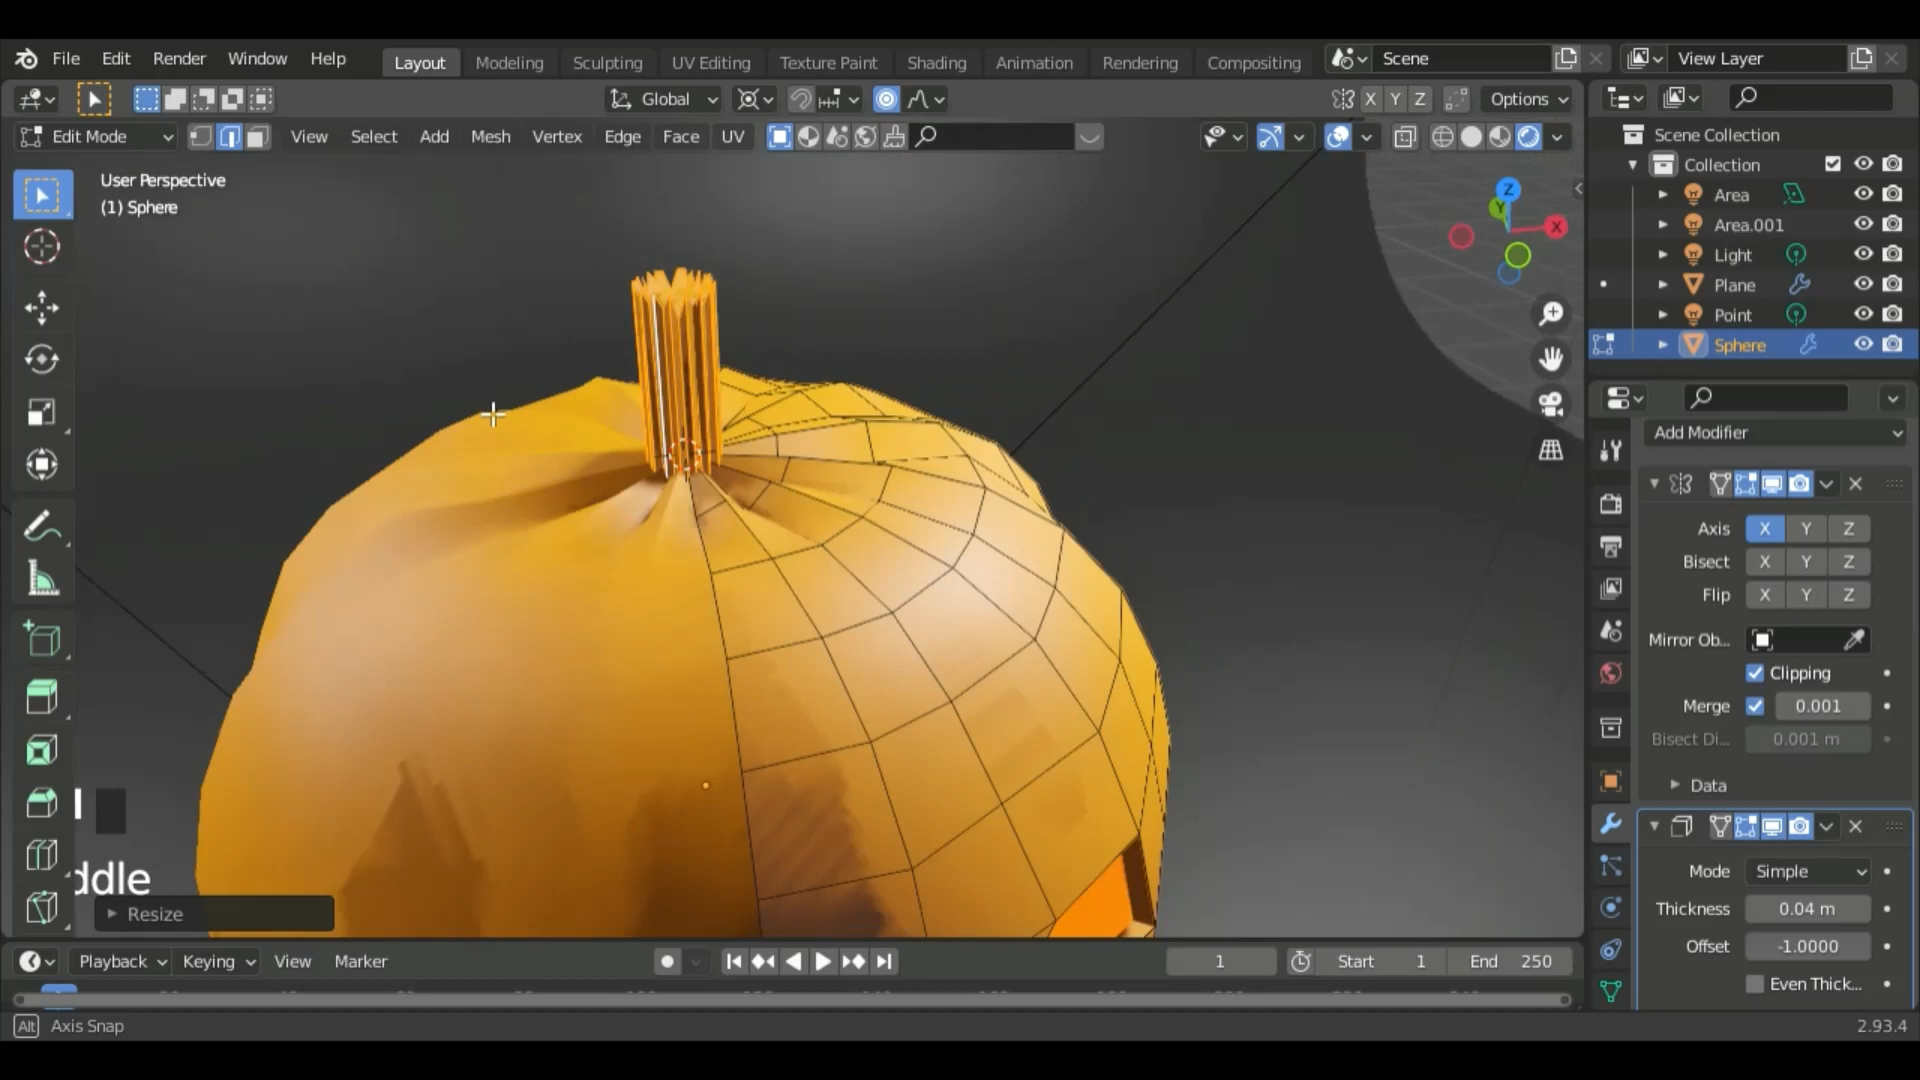 File Edit Render Window Help Layout Modeling Sculpting UV Editing Texture Paint Shading Animation Rendering Compositing Scene View Layer
Global X Y Z Options
Edit Mode View Select Add Mesh Vertex Edge Face UV
User Perspective
(1) Sphere
Z
Y
X
Scene Collection
Collection
Area
Area.001
Light
Plane
Point
Sphere
Add Modifier
Axis X Y Z
Bisect X Y Z
Flip X Y Z
Mirror Ob...
Clipping
Merge 0.001
Bisect Di... 0.001 m
Data
Mode Simple
Thickness 0.04 m
Offset -1.0000
Even Thick...
ddle
Resize
Playback Keying View Marker 1 Start 1 End 250
Alt Axis Snap 2.93.4